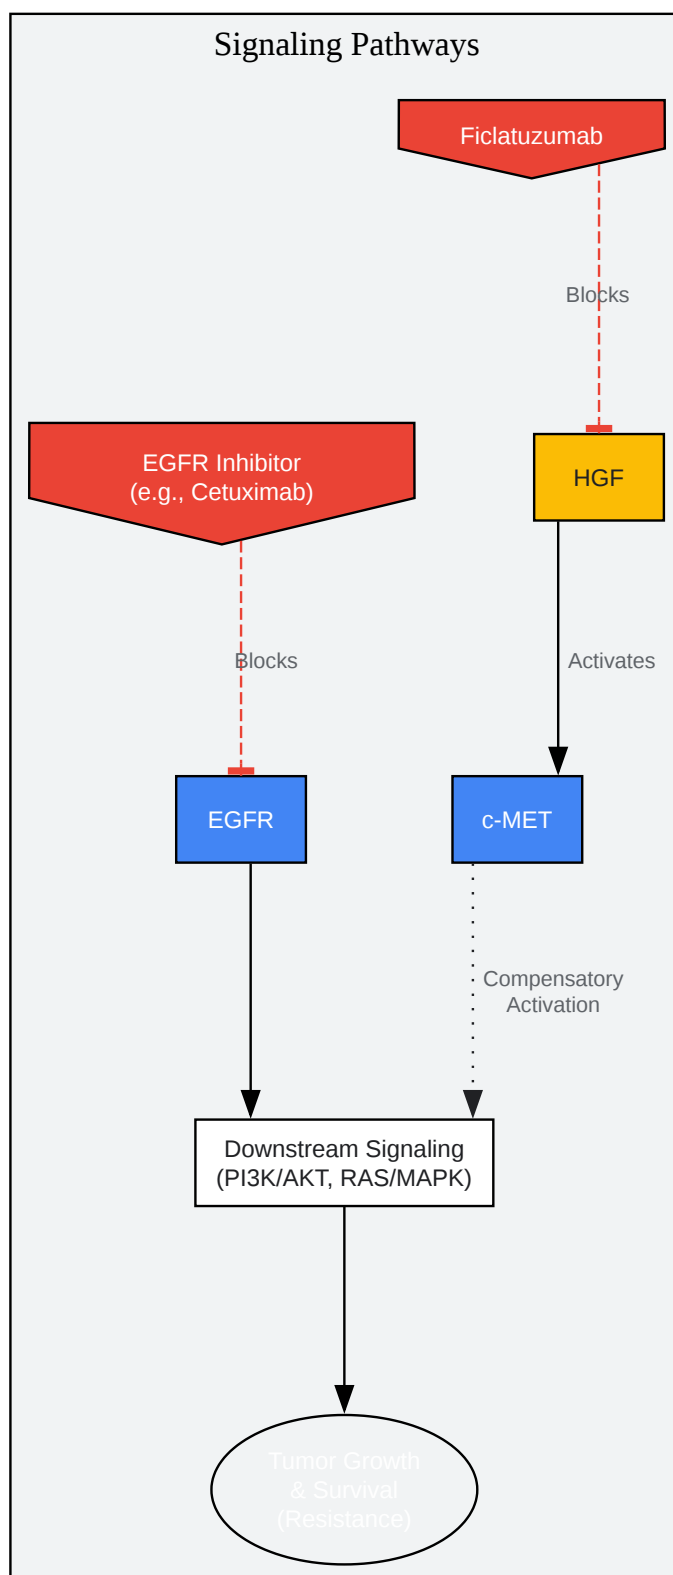 Signaling Pathways
Ficlatuzumab
Blocks
EGFR Inhibitor
(e.g., Cetuximab)
HGF
Blocks
Activates
EGFR
c-MET
Compensatory
Activation
Downstream Signaling
(PI3K/AKT, RAS/MAPK)
Tumor Growth
& Survival
(Resistance)